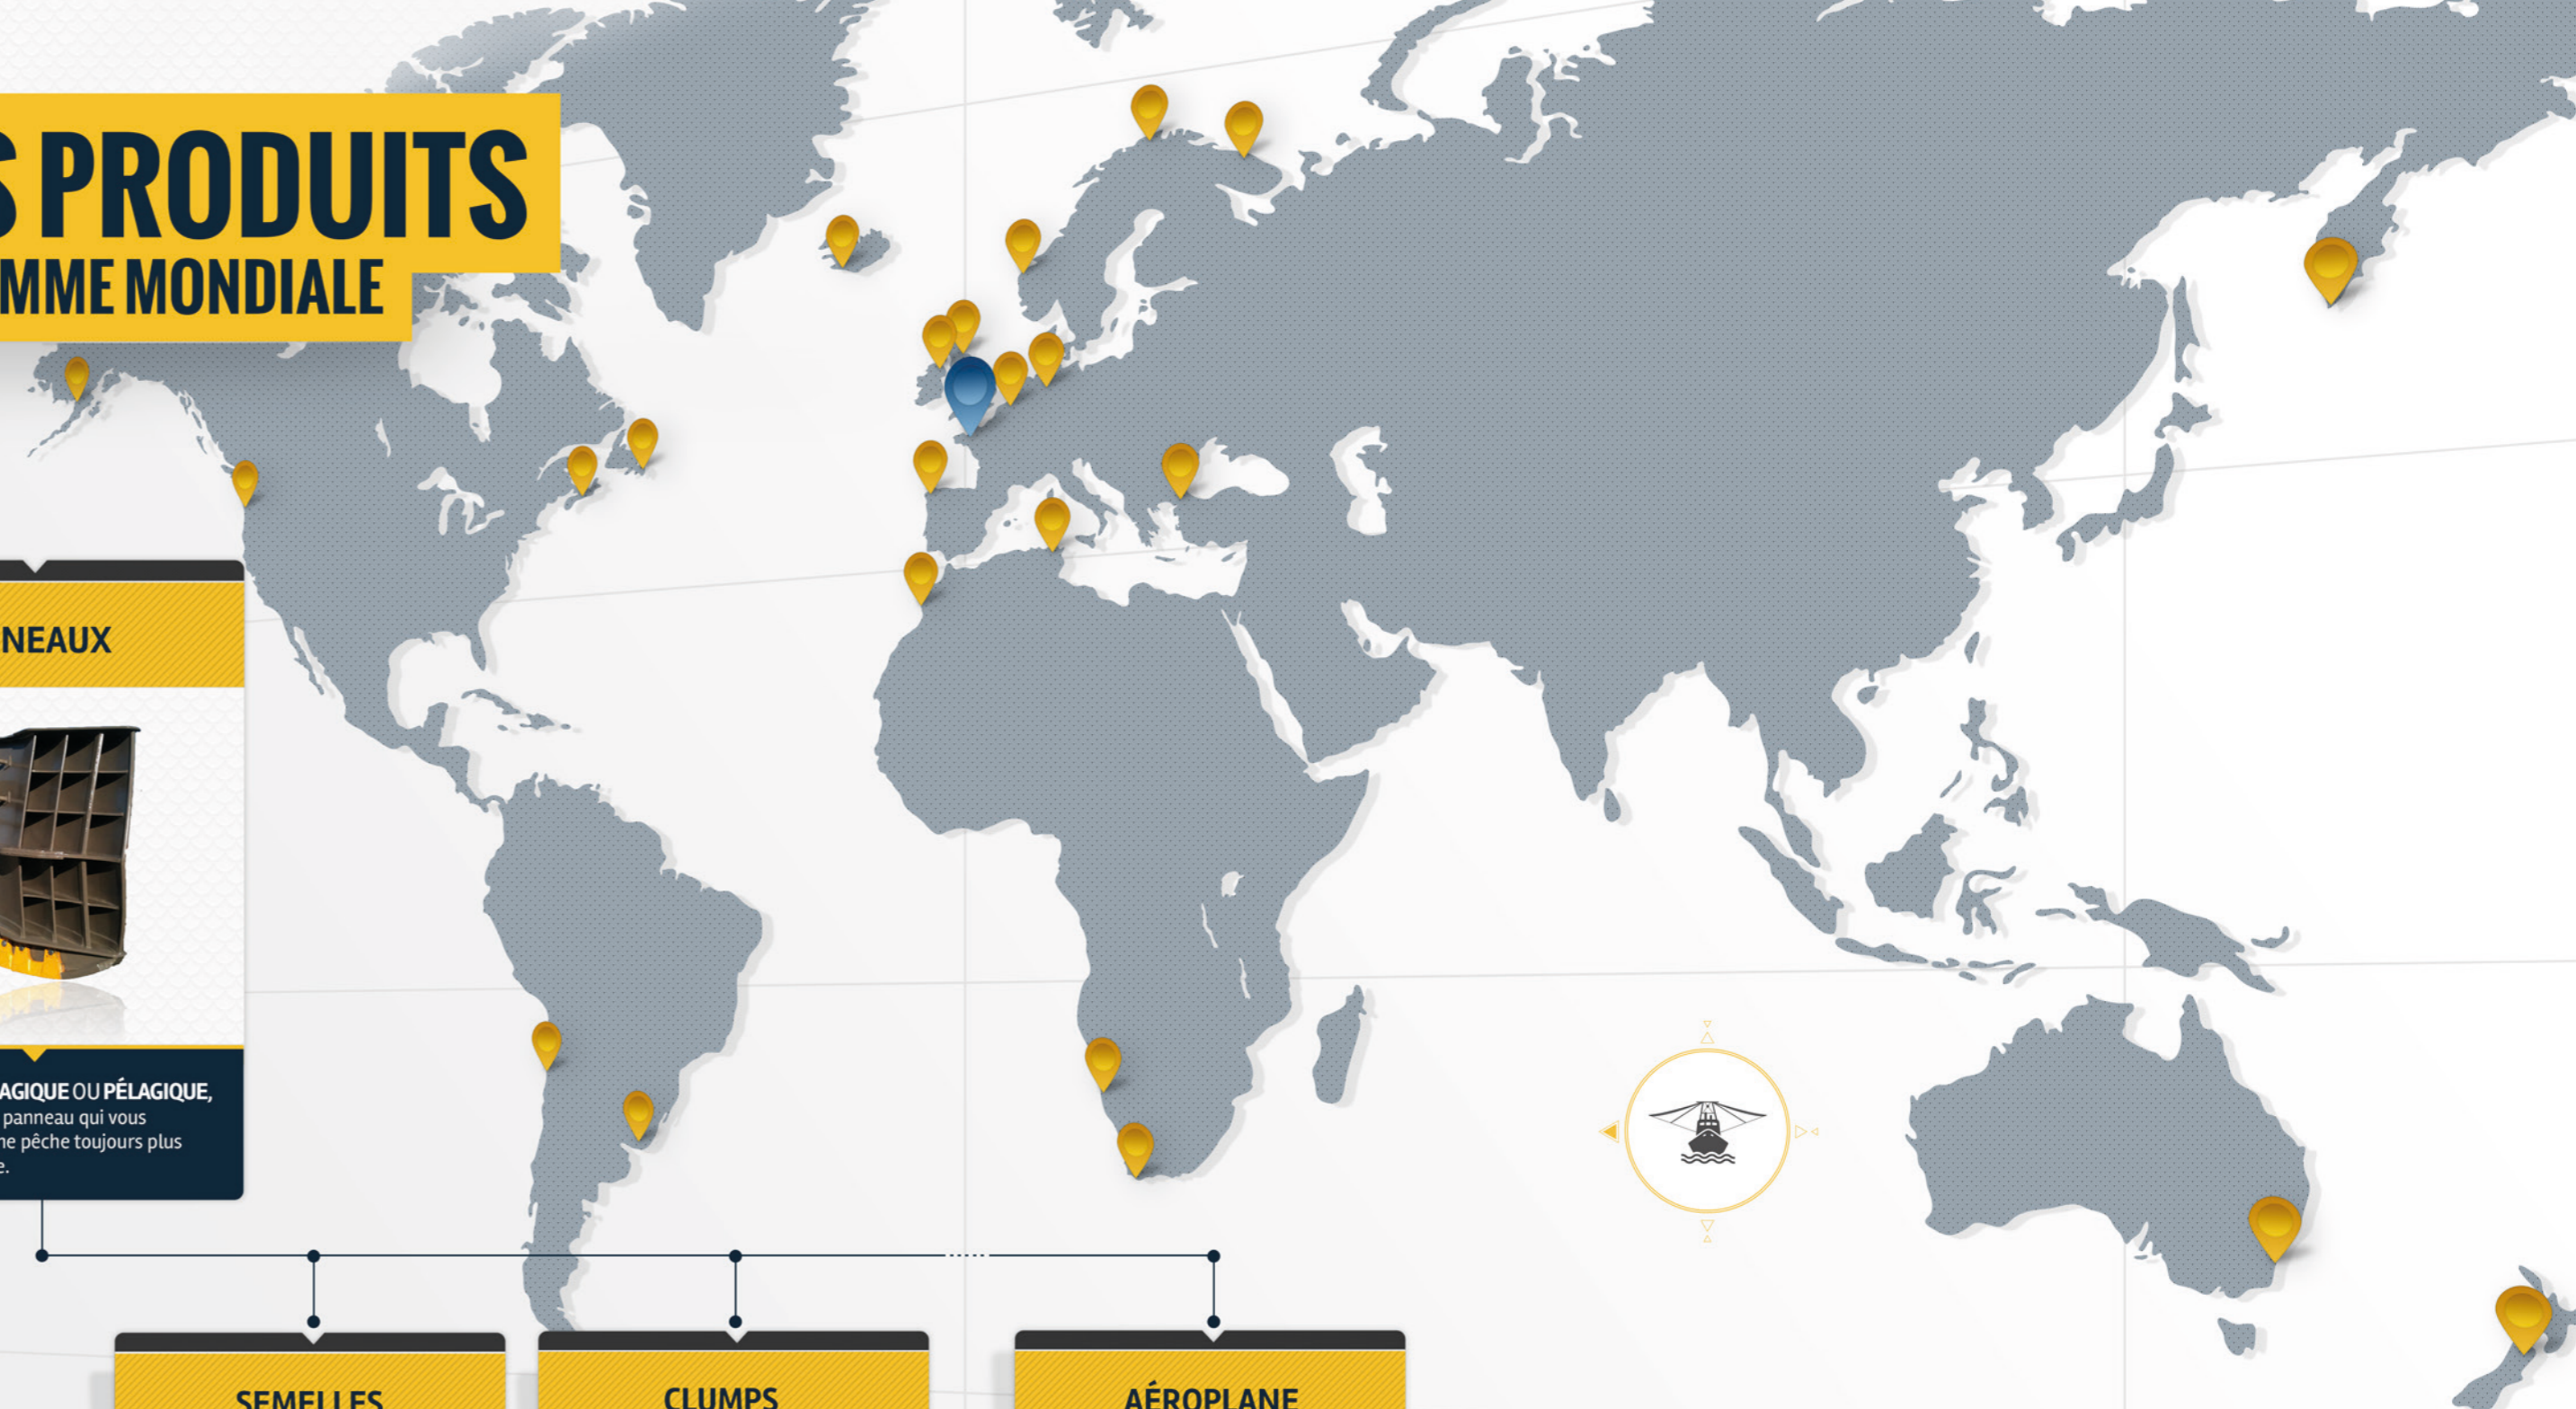 S PRODUITS
MME MONDIALE
NEAUX
AGIQUE OU PÉLAGIQUE,
panneau qui vous
ne pêche toujours plus
e.
SEMELLES
CLUMPS
AÉROPLANE